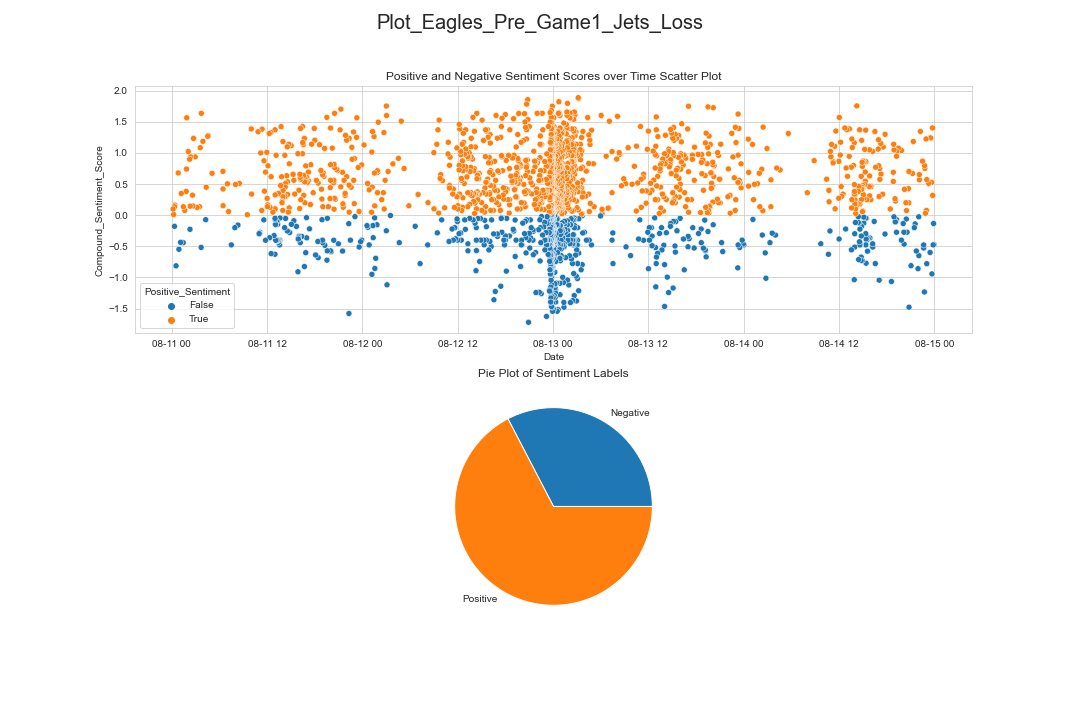 Plot_Eagles_Pre_Game1_Jets_Loss
Positive and Negative Sentiment Scores over Time Scatter Plot
Compound_Sentiment_Score
2.0
1.5
1.0
0.5
0.0
−0.5
−1.0
−1.5
Positive_Sentiment
False
True
08-11 00 08-11 12 08-12 00 08-12 12 08-13 00 08-13 12 08-14 00 08-14 12 08-15 00
Date
Pie Plot of Sentiment Labels
Negative
Positive